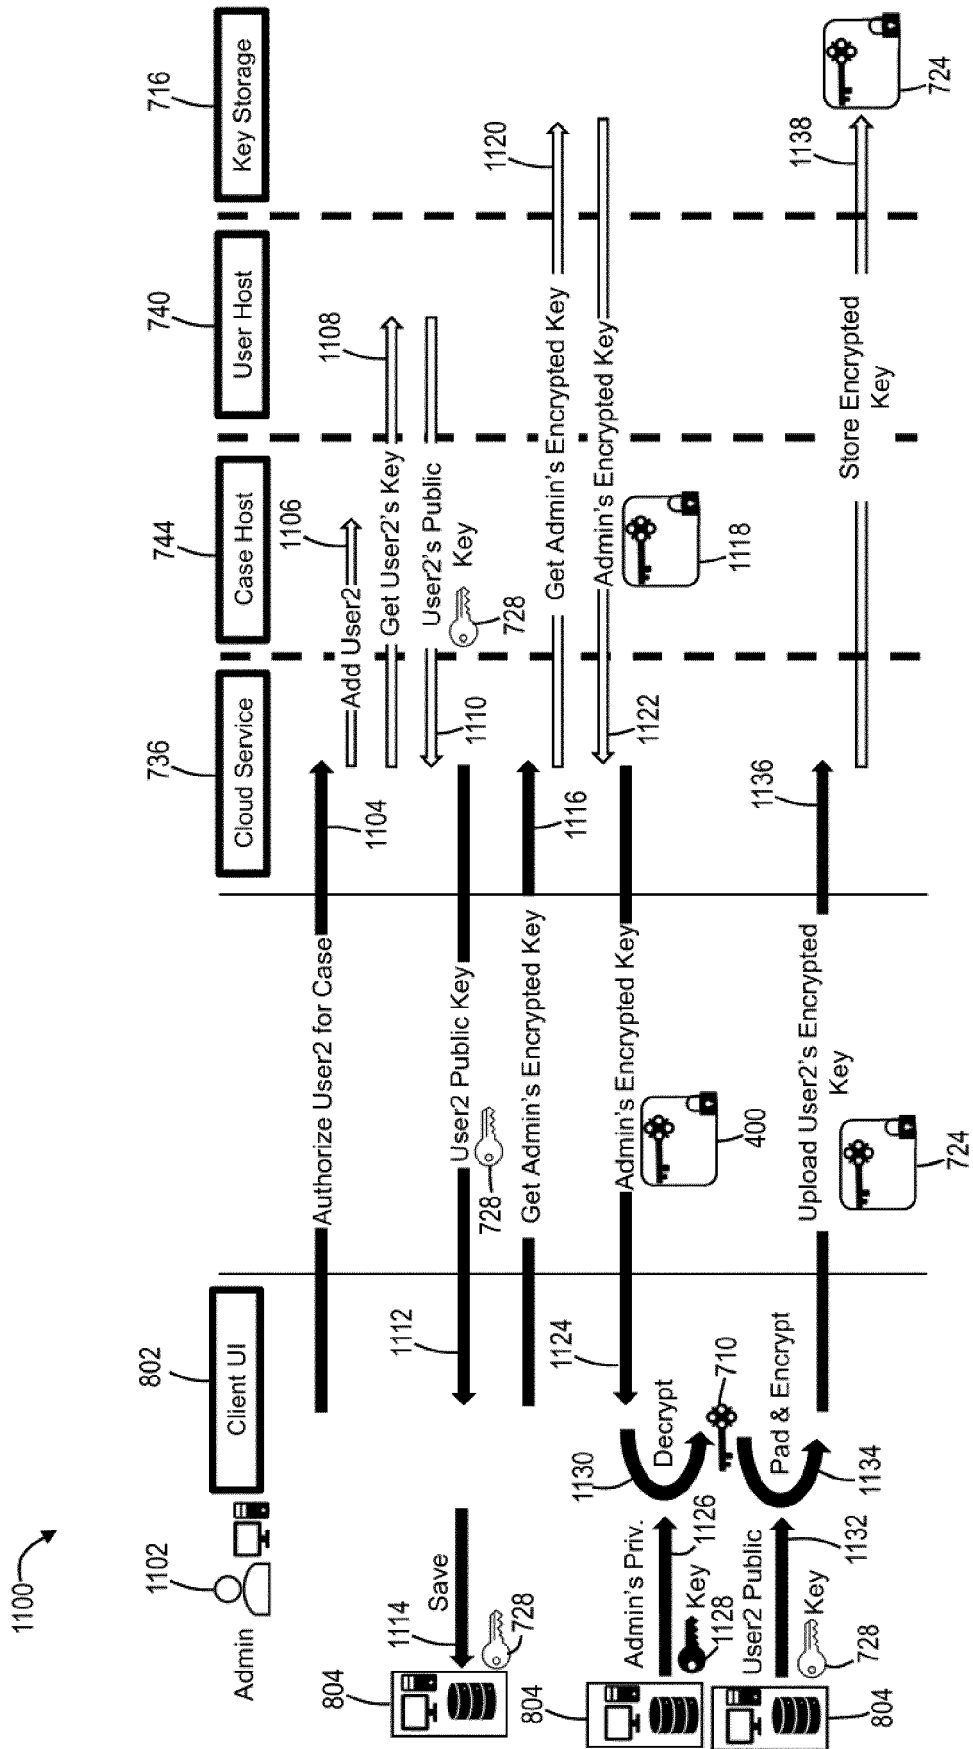 1100
1102
Admin
802
Client UI
736
Cloud Service
744
Case Host
740
User Host
716
Key Storage
Authorize User2 for Case
1104
Add User2
1106
Get User2's Key
1108
User2's Public
Key
728
1110
User2 Public Key
728
1112
Save
1114
728
804
Get Admin's Encrypted Key
1116
Get Admin's Encrypted Key
1120
Admin's Encrypted Key
1118
1122
Admin's Encrypted Key
400
1124
Decrypt
1130
Admin's Priv.
Key
1126
1128
804
710
Pad & Encrypt
1134
User2 Public
Key
1132
728
804
Upload User2's Encrypted
Key
724
1136
Store Encrypted
Key
1138
724